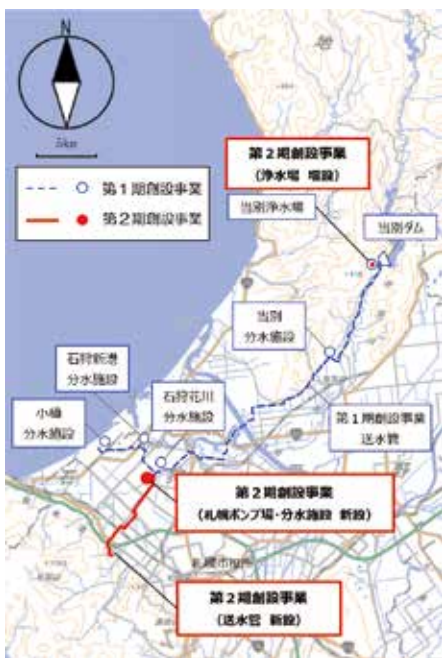 N
5km
第1期創設事業
第2期創設事業
第2期創設事業
(浄水場 増設)
当別浄水場
当別ダム
当別
分水施設
石狩新港
分水施設
石狩花川
分水施設
小樽
分水施設
第1期創設事業
送水管
第2期創設事業
(札幌ポンプ場・分水施設 新設)
札幌市役所
第2期創設事業
(送水管 新設)